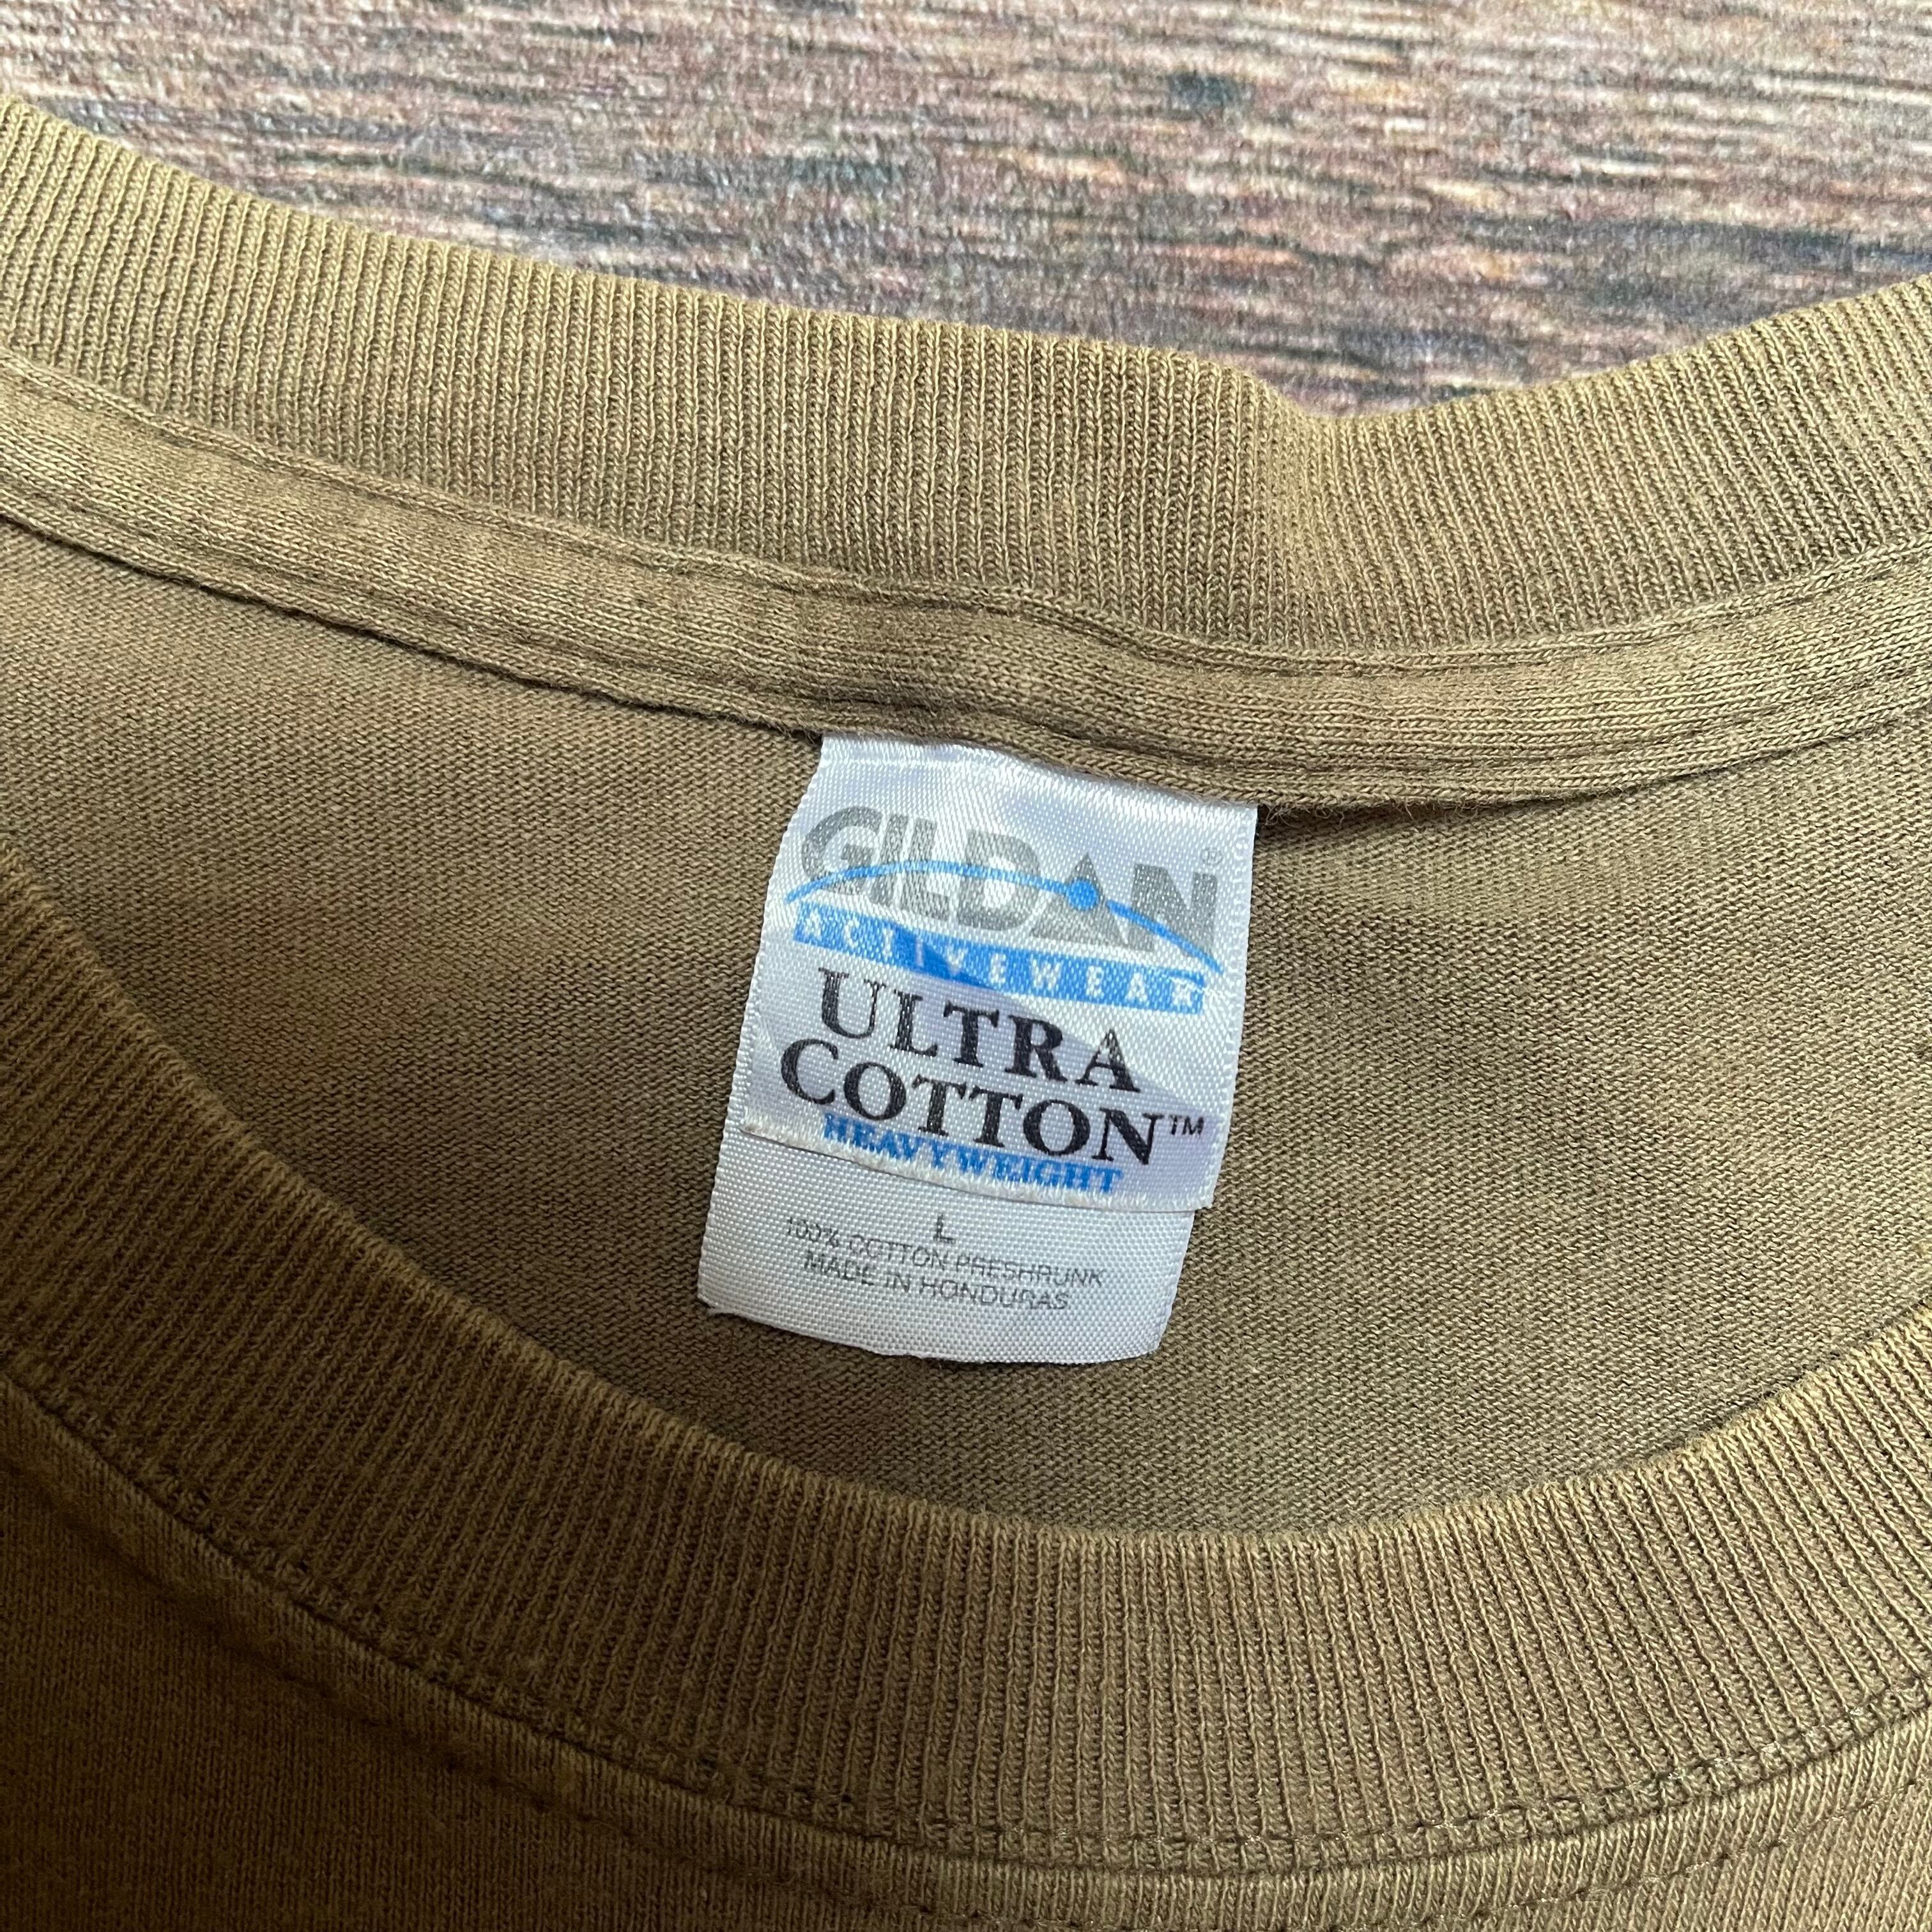 GILDAN®
ACTIVEWEAR
ULTRA
COTTON™
HEAVYWEIGHT
L
100% COTTON PRESHRUNK
MADE IN HONDURAS